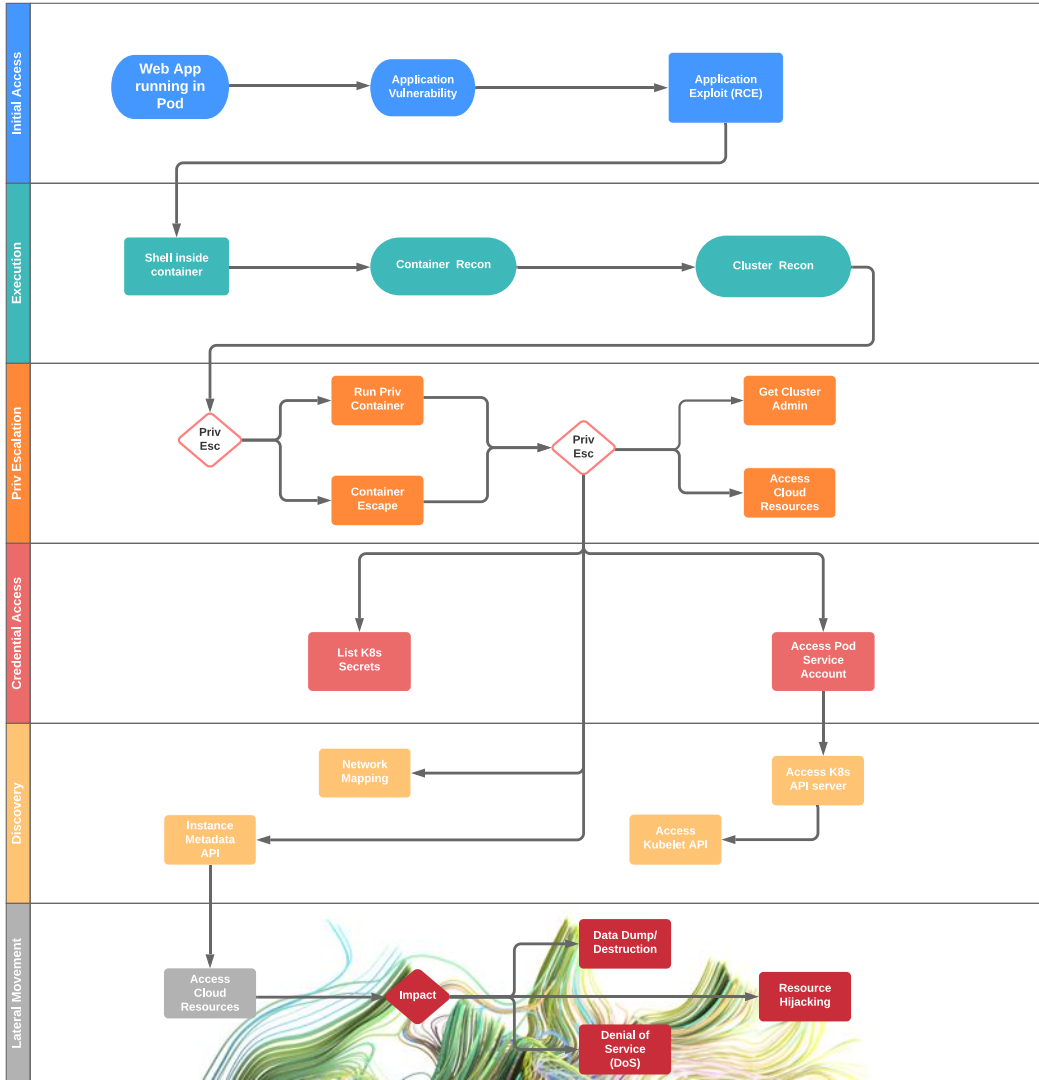 Initial Access
Web App
running in
Pod
Application
Vulnerability
Application
Exploit (RCE)
Execution
Shell inside
container
Container Recon
Cluster Recon
Priv Escalation
Priv
Esc
Run Priv
Container
Container
Escape
Priv
Esc
Get Cluster
Admin
Access
Cloud
Resources
Credential Access
List K8s
Secrets
Access Pod
Service
Account
Discovery
Network
Mapping
Access K8s
API server
Instance
Metadata
API
Access
Kubelet API
Lateral Movement
Access
Cloud
Resources
Impact
Data Dump/
Destruction
Resource
Hijacking
Denial of
Service
(DoS)